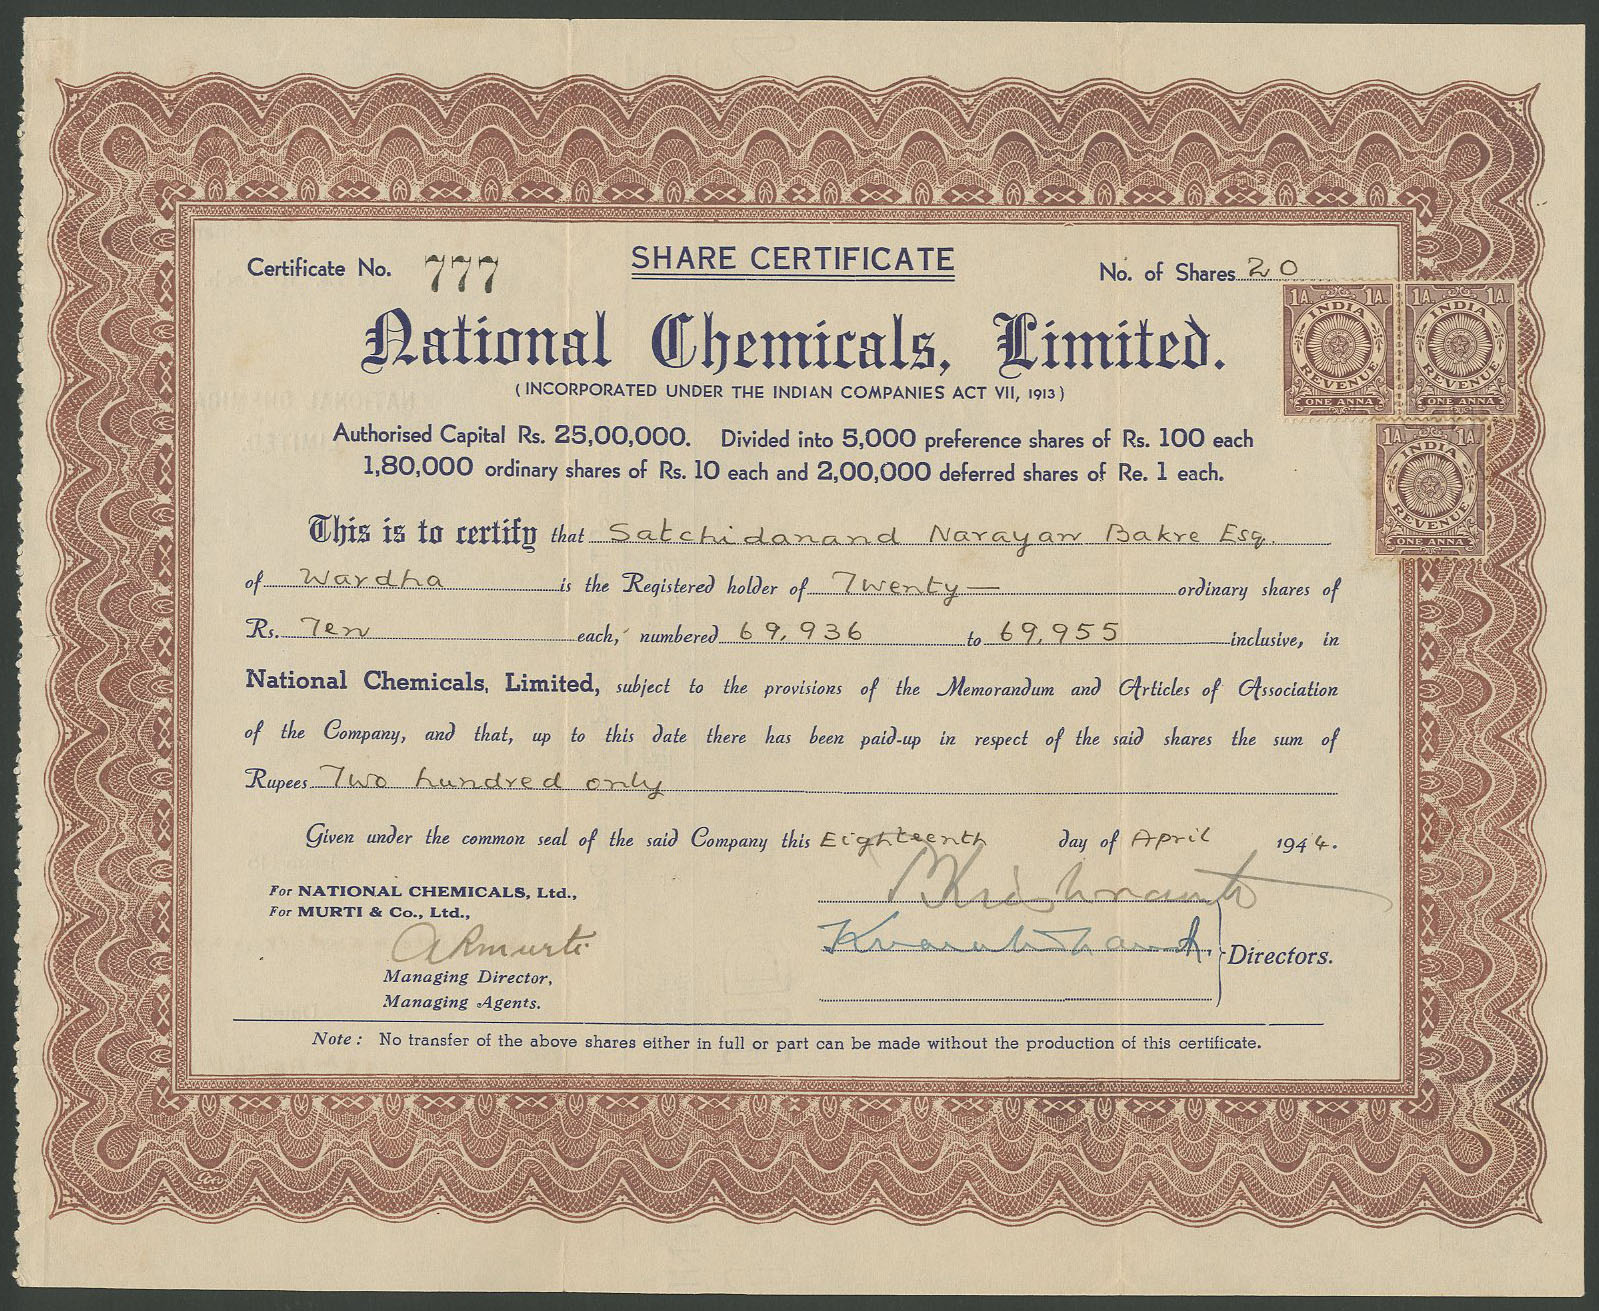 Certificate No. 777
SHARE CERTIFICATE
No. of Shares 20
National Chemicals, Limited.
(INCORPORATED UNDER THE INDIAN COMPANIES ACT VII, 1913)
Authorised Capital Rs. 25,00,000. Divided into 5,000 preference shares of Rs. 100 each
1,80,000 ordinary shares of Rs. 10 each and 2,00,000 deferred shares of Re. 1 each.
1A. 1A.
INDIA
REVENUE
ONE ANNA
1A. 1A.
INDIA
REVENUE
ONE ANNA
1A. 1A.
INDIA
REVENUE
ONE ANNA
This is to certify that Satchidanand Narayan Bakre Esq.
of Wardha is the Registered holder of Twenty— ordinary shares of
Rs. Ten each, numbered 69,936 to 69,955 inclusive, in
National Chemicals, Limited, subject to the provisions of the Memorandum and Articles of Association
of the Company, and that, up to this date there has been paid-up in respect of the said shares the sum of
Rupees Two hundred only
Given under the common seal of the said Company this Eighteenth day of April 1944.
For NATIONAL CHEMICALS, Ltd.,
For MURTI & Co., Ltd.,
Managing Director,
Managing Agents.
Directors.
Note: No transfer of the above shares either in full or part can be made without the production of this certificate.